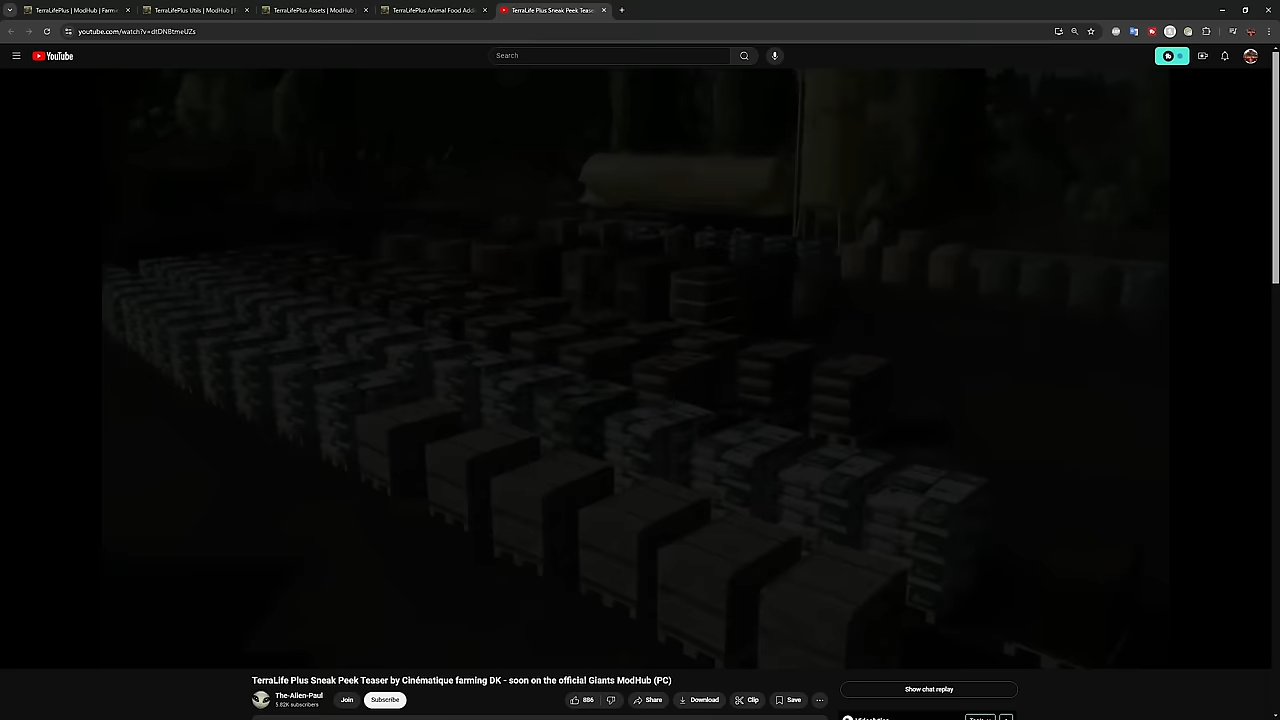 TerraLifePlus | ModHub | Farmi
TerraLifePlus Utils | ModHub | F
TerraLifePlus Assets | ModHub |
TerraLifePlus Animal Food Add
TerraLife Plus Sneak Peek Tease
youtube.com/watch?v=dtDNBtmeUZs
YouTube
Search
TerraLife Plus Sneak Peek Teaser by Cinématique farming DK - soon on the official Giants ModHub (PC)
The-Alien-Paul
5.82K subscribers
Join
Subscribe
886
Share
Download
Clip
Save
Show chat replay